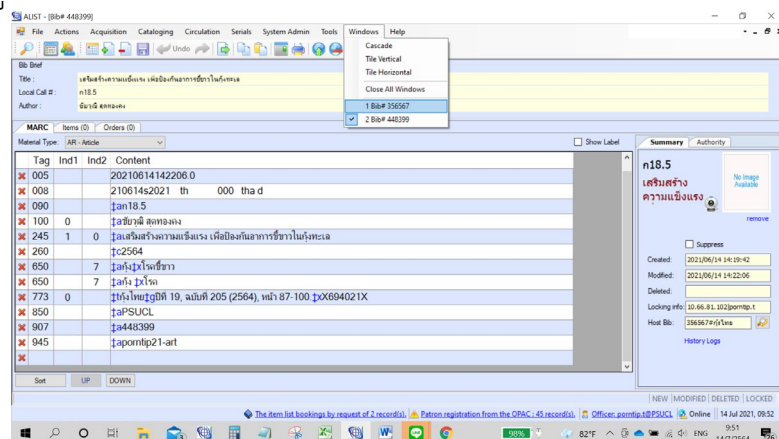 ALIST - [Bib# 448399]
File Actions Acquisition Cataloging Circulation Serials System Admin Tools Windows Help
Undo
Cascade
Tile Vertical
Tile Horizontal
Close All Windows
1 Bib# 356567
2 Bib# 448399
Bib Brief
Title : เสริมสร้างความแข็งแรง เพื่อป้องกันอาการขี้ขาวในกุ้งทะเล
Local Call # : n18.5
Author : ชัยวุฒิ สุดทองคง
MARC Items (0) Orders (0)
Material Type: AR - Article Show Label
Tag Ind1 Ind2 Content
005 20210614142206.0
008 210614s2021 th 000 tha d
090 ‡an18.5
100 0 ‡aชัยวุฒิ สุดทองคง
245 1 0 ‡aเสริมสร้างความแข็งแรง เพื่อป้องกันอาการขี้ขาวในกุ้งทะเล
260 ‡c2564
650 7 ‡aกุ้ง‡xโรคขี้ขาว
650 7 ‡aกุ้ง ‡xโรค
773 0 ‡tกุ้งไทย‡gปีที่ 19, ฉบับที่ 205 (2564), หน้า 87-100 ‡xX694021X
850 ‡aPSUCL
907 ‡a448399
945 ‡aporntip21-art
Sort UP DOWN
Summary Authority
n18.5
เสริมสร้าง
ความแข็งแรง
No Image
Available
remove
Suppress
Created: 2021/06/14 14:19:42
Modified: 2021/06/14 14:22:06
Deleted:
Locking info: 10.66.81.102|porntip.t
Host Bib: 356567#กุ้งไทย
History Logs
NEW MODIFIED DELETED LOCKED
The item list bookings by request of 2 record(s). Patron registration from the OPAC : 45 record(s). Officer: porntip.t@PSUCL Online 14 Jul 2021, 09:52
98% 82°F ENG 9:51
14/7/2564